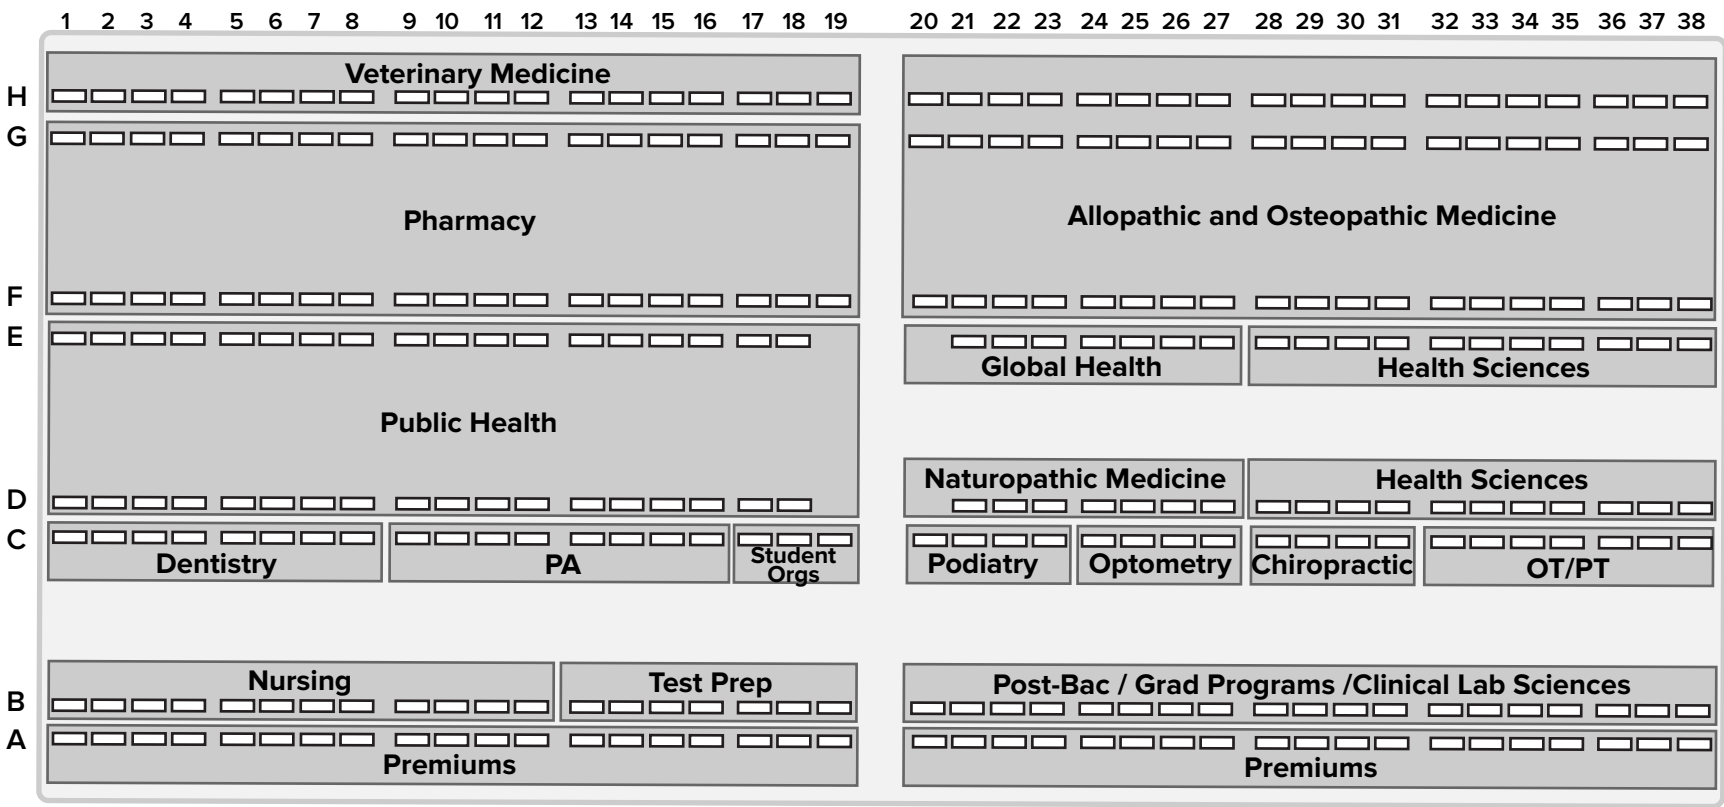 1 2 3 4 5 6 7 8 9 10 11 12 13 14 15 16 17 18 19 20 21 22 23 24 25 26 27 28 29 30 31 32 33 34 35 36 37 38
Veterinary Medicine
H
G
Pharmacy
Allopathic and Osteopathic Medicine
F
E
Global Health
Health Sciences
Public Health
Naturopathic Medicine
Health Sciences
D
C
Dentistry
PA
Student
Orgs
Podiatry
Optometry
Chiropractic
OT/PT
Nursing
Test Prep
Post-Bac / Grad Programs /Clinical Lab Sciences
B
A
Premiums
Premiums